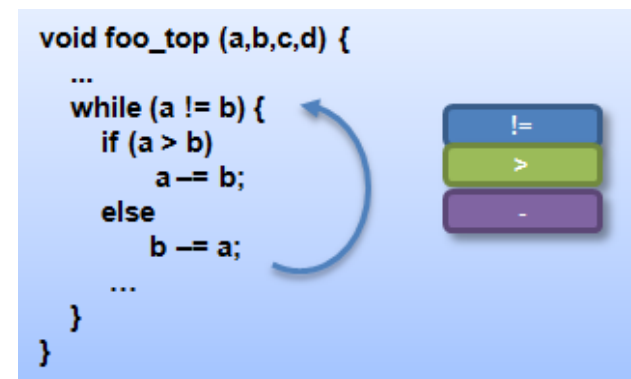 void foo_top (a,b,c,d) {
...
while (a != b) {
if (a > b)
a –= b;
else
b –= a;
...
}
}
!=
>
-